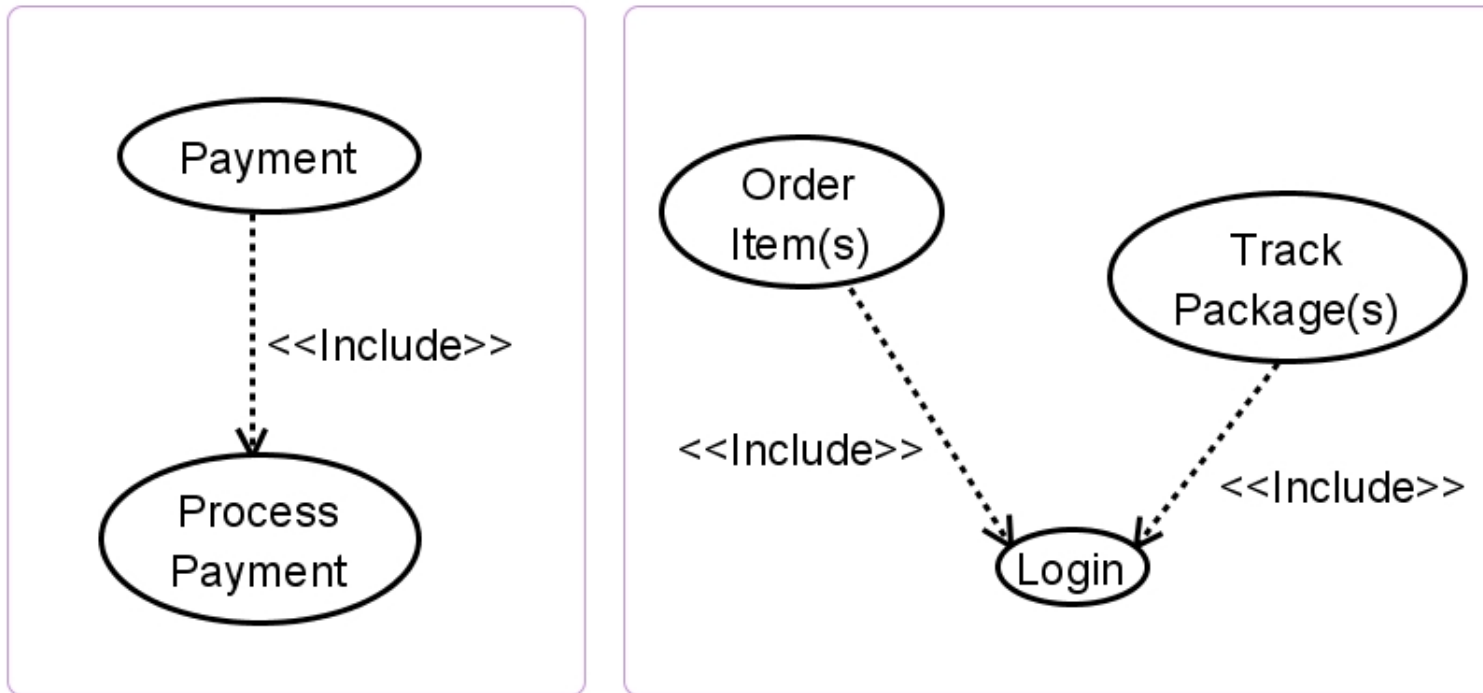 Payment
<<Include>>
Process
Payment
Order
Item(s)
Track
Package(s)
<<Include>>
<<Include>>
Login